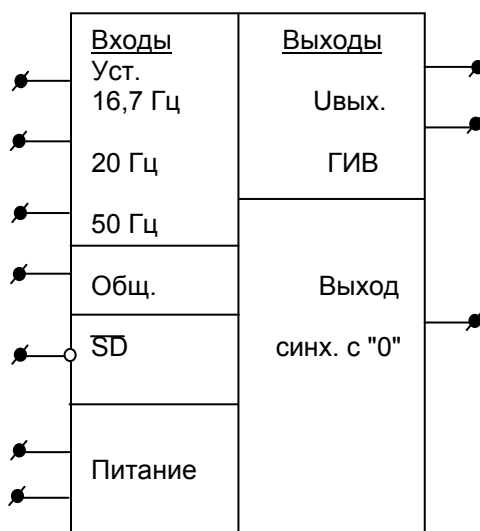 Входы
Уст.
16,7 Гц
20 Гц
50 Гц
Общ.
SD
Питание
Выходы
Uвых.
ГИВ
Выход
синх. с "0"